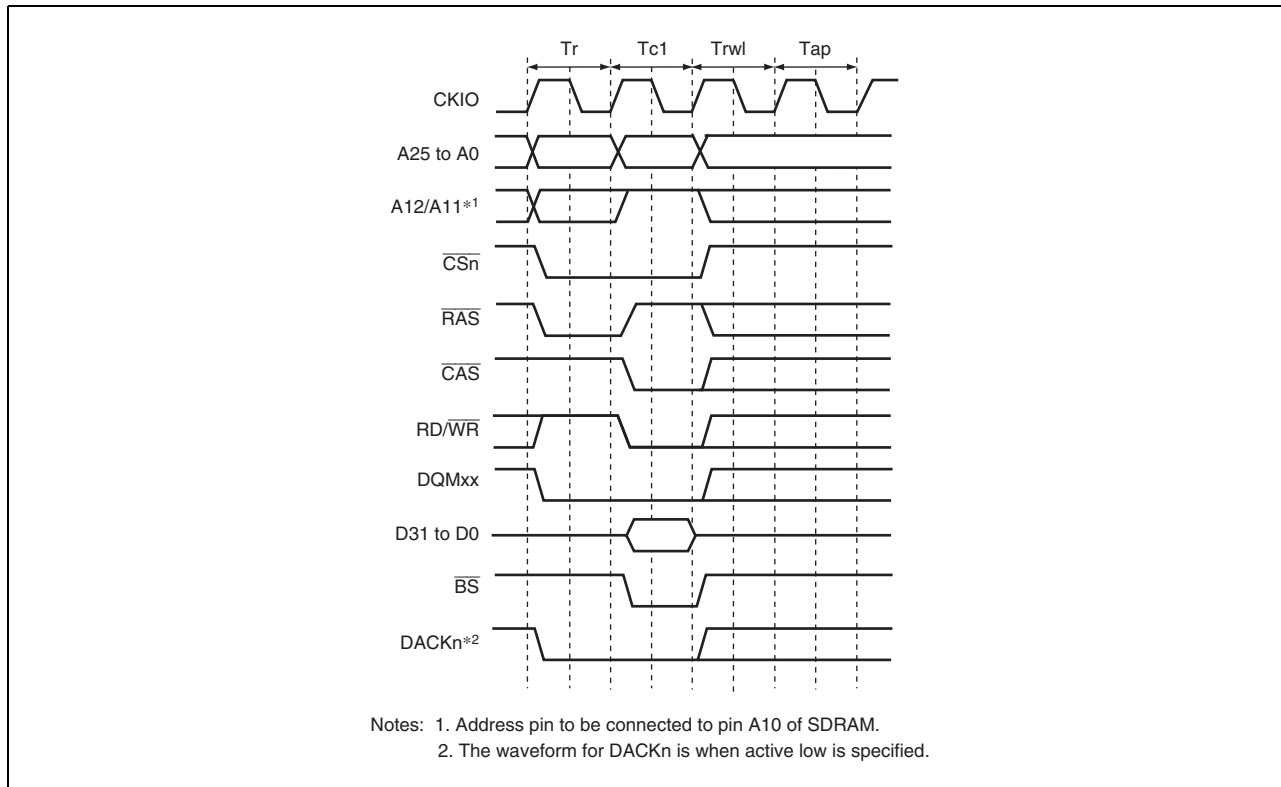 Tr Tc1 Trwl Tap
CKIO
A25 to A0
A12/A11*1
CSn
RAS
CAS
RD/WR
DQMxx
D31 to D0
BS
DACKn*2
Notes: 1. Address pin to be connected to pin A10 of SDRAM.
2. The waveform for DACKn is when active low is specified.